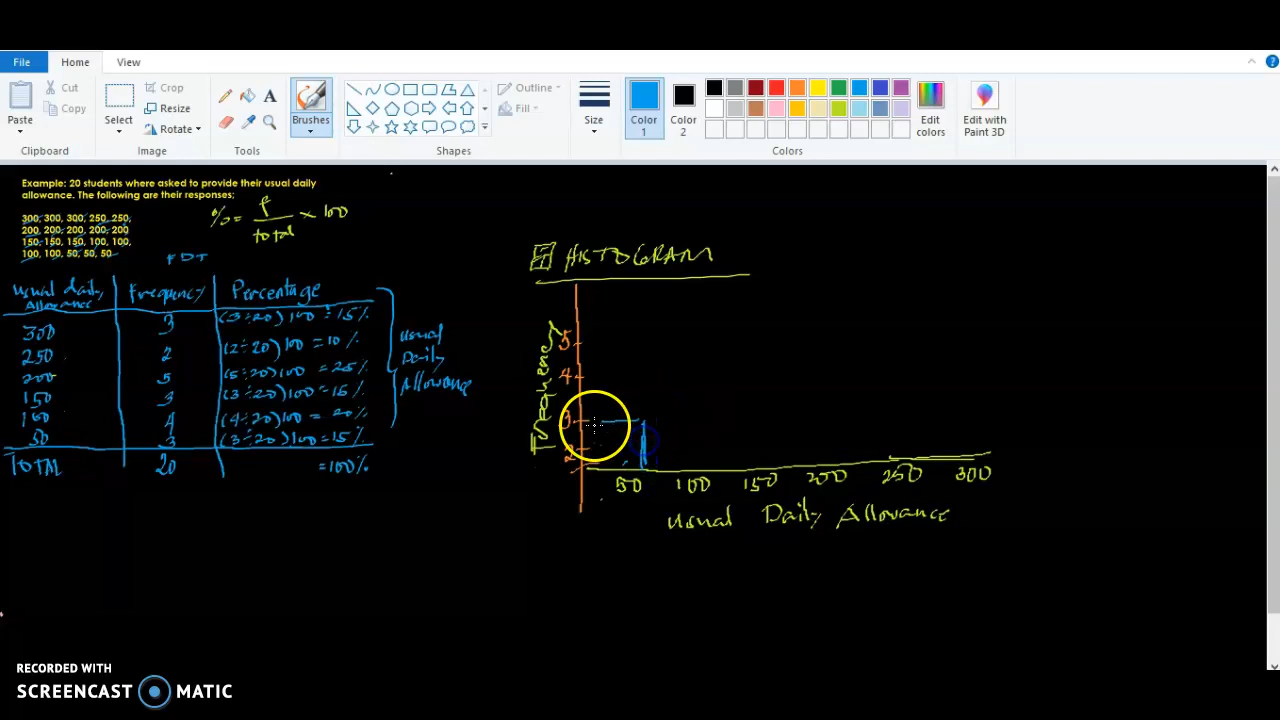 File Home View
Cut
Copy
Paste
Clipboard
Select
Crop
Resize
Rotate
Image
A
Tools
Brushes
Outline
Fill
Shapes
Size
Color 1
Color 2
Edit colors
Colors
Edit with Paint 3D
Example: 20 students where asked to provide their usual daily
allowance. The following are their responses;
300, 300, 300, 250, 250,
200, 200, 200, 200, 200
150, 150, 150, 100, 100,
100, 100, 50, 50, 50
% = f/total × 100
FDT
Usual daily Allowance Frequency Percentage
300 3 (3÷20)100 = 15%
250 2 (2÷20)100 = 10%
200 5 (5÷20)100 = 25%
150 3 (3÷20)100 = 15%
100 4 (4÷20)100 = 20%
50 3 (3÷20)100 = 15%
TOTAL 20 =100%
Usual
Daily
Allowance
HISTOGRAM
Frequency
5
4
3
2
50 100 150 200 250 300
Usual Daily Allowance
RECORDED WITH
SCREENCAST MATIC